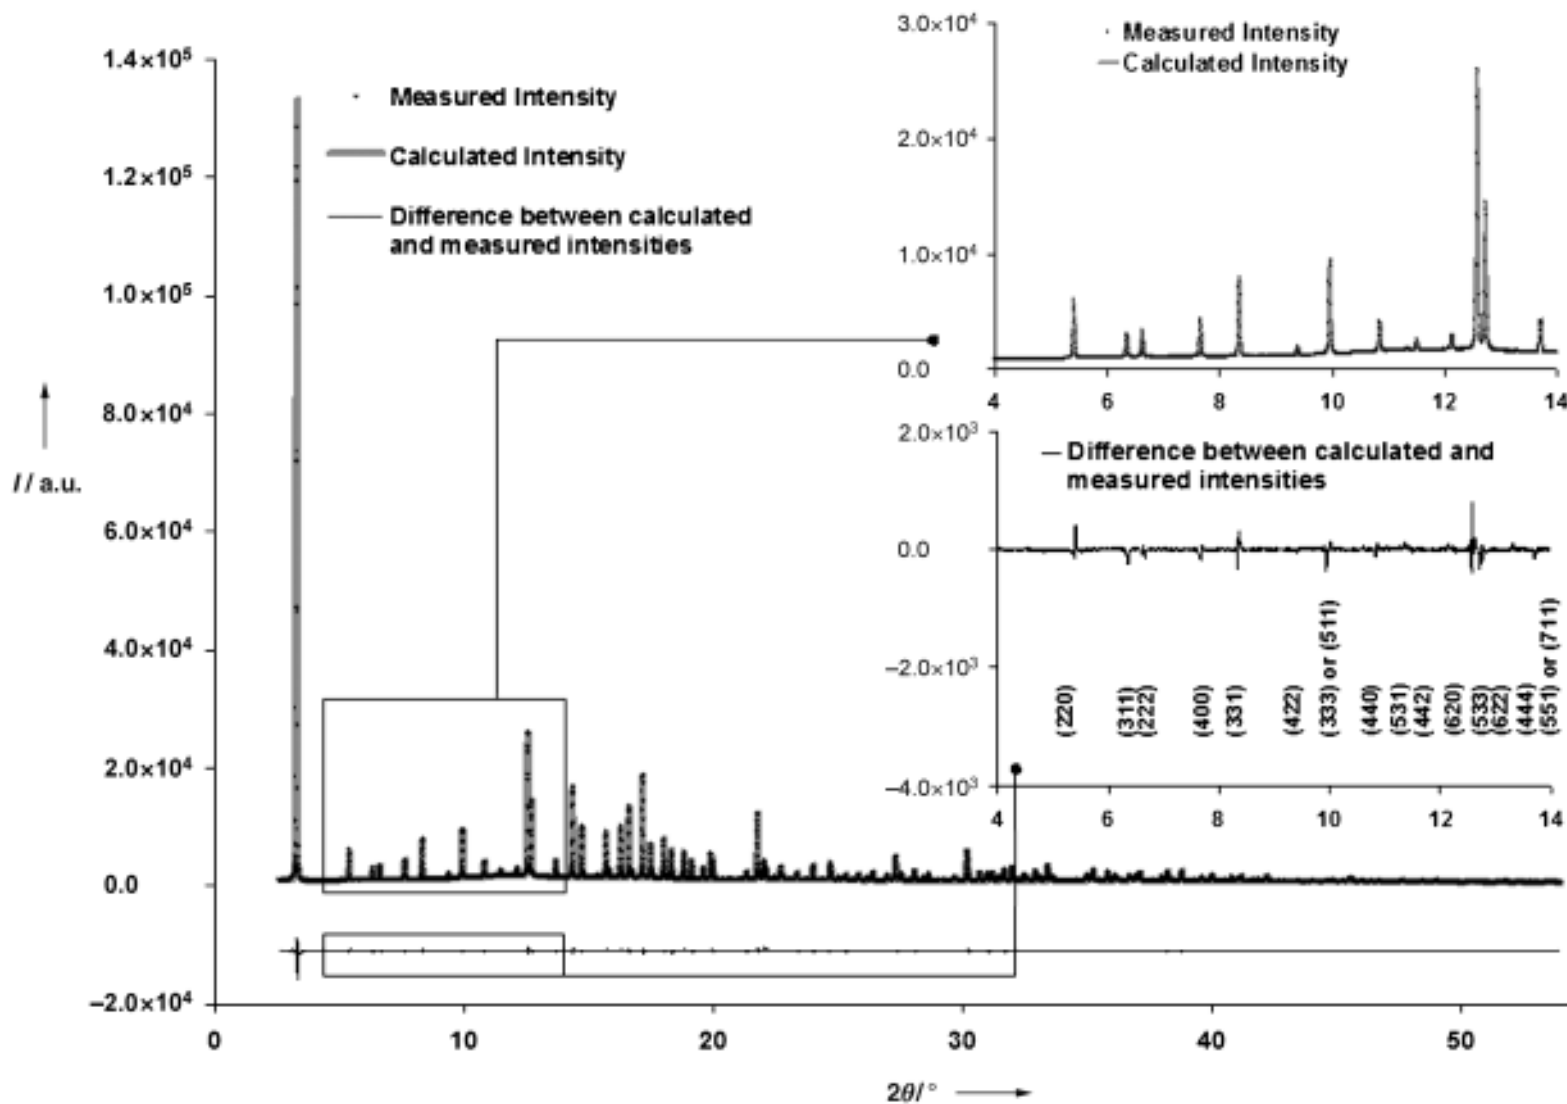 1.4×10⁵
1.2×10⁵
1.0×10⁵
8.0×10⁴
6.0×10⁴
4.0×10⁴
2.0×10⁴
0.0
–2.0×10⁴
I / a.u.
Measured Intensity
Calculated Intensity
Difference between calculated
and measured intensities
0 10 20 30 40 50
2θ/°
3.0×10⁴
2.0×10⁴
1.0×10⁴
0.0
Measured Intensity
Calculated Intensity
4 6 8 10 12 14
2.0×10³
0.0
–2.0×10³
–4.0×10³
Difference between calculated and
measured intensities
(220)
(311)
(222)
(400)
(331)
(422)
(333) or (511)
(440)
(531)
(442)
(620)
(533)
(622)
(444)
(551) or (711)
4 6 8 10 12 14